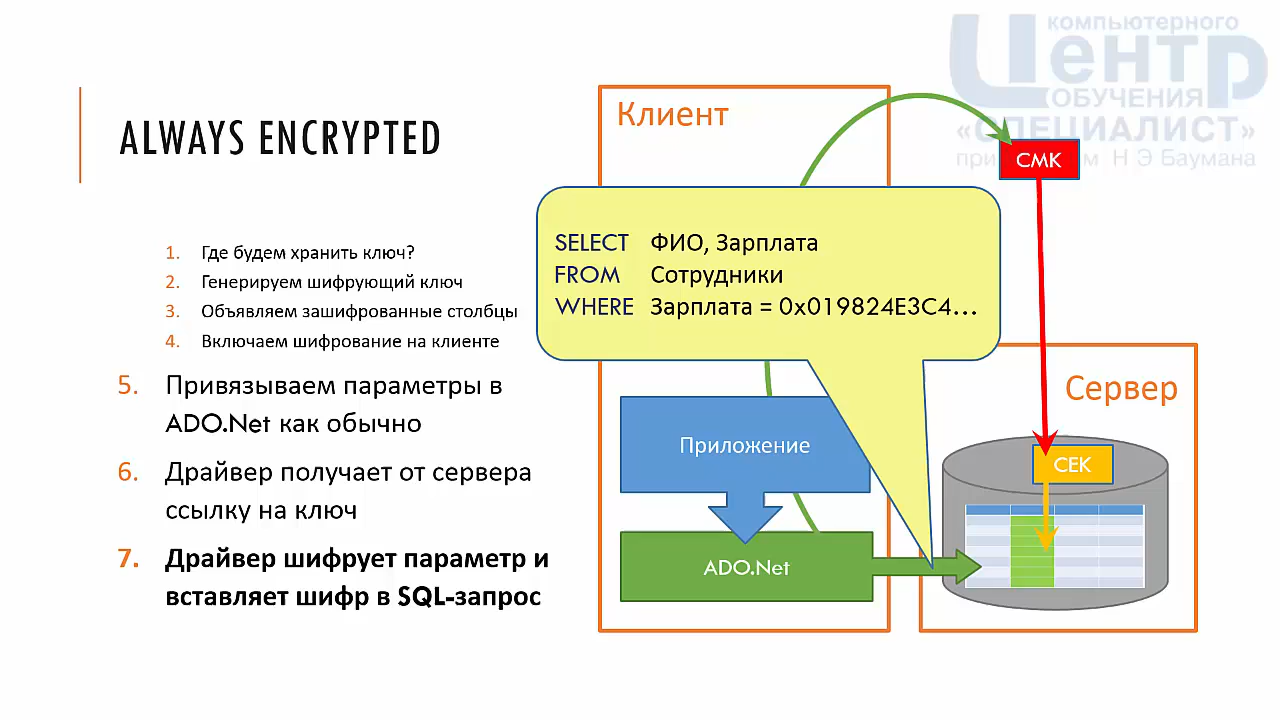 компьютерного
Центр
ОБУЧЕНИЯ
«СПЕЦИАЛИСТ»
Н Э Баумана
ALWAYS ENCRYPTED
1. Где будем хранить ключ?
2. Генерируем шифрующий ключ
3. Объявляем зашифрованные столбцы
4. Включаем шифрование на клиенте
5. Привязываем параметры в
ADO.Net как обычно
6. Драйвер получает от сервера
ссылку на ключ
7. Драйвер шифрует параметр и
вставляет шифр в SQL-запрос
Клиент
CMK
SELECT ФИО, Зарплата
FROM Сотрудники
WHERE Зарплата = 0x019824E3C4...
Сервер
Приложение
CEK
ADO.Net